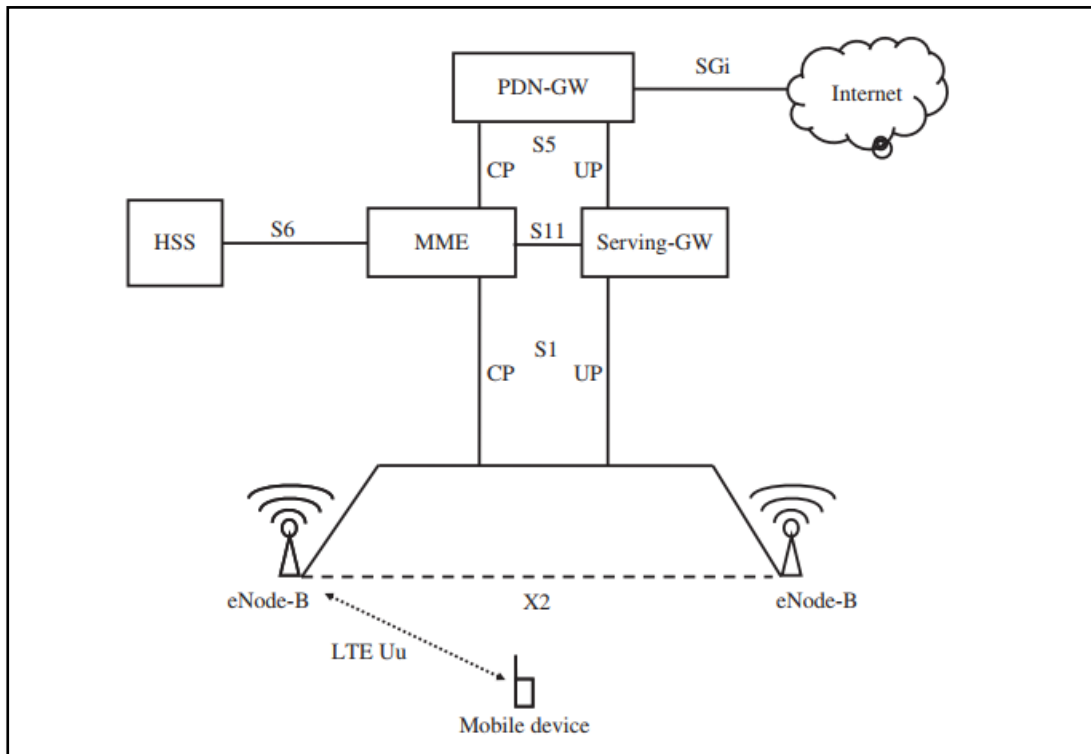 SGi
PDN-GW
Internet
S5
CP UP
HSS
S6
MME
S11
Serving-GW
S1
CP UP
eNode-B
X2
eNode-B
LTE Uu
Mobile device